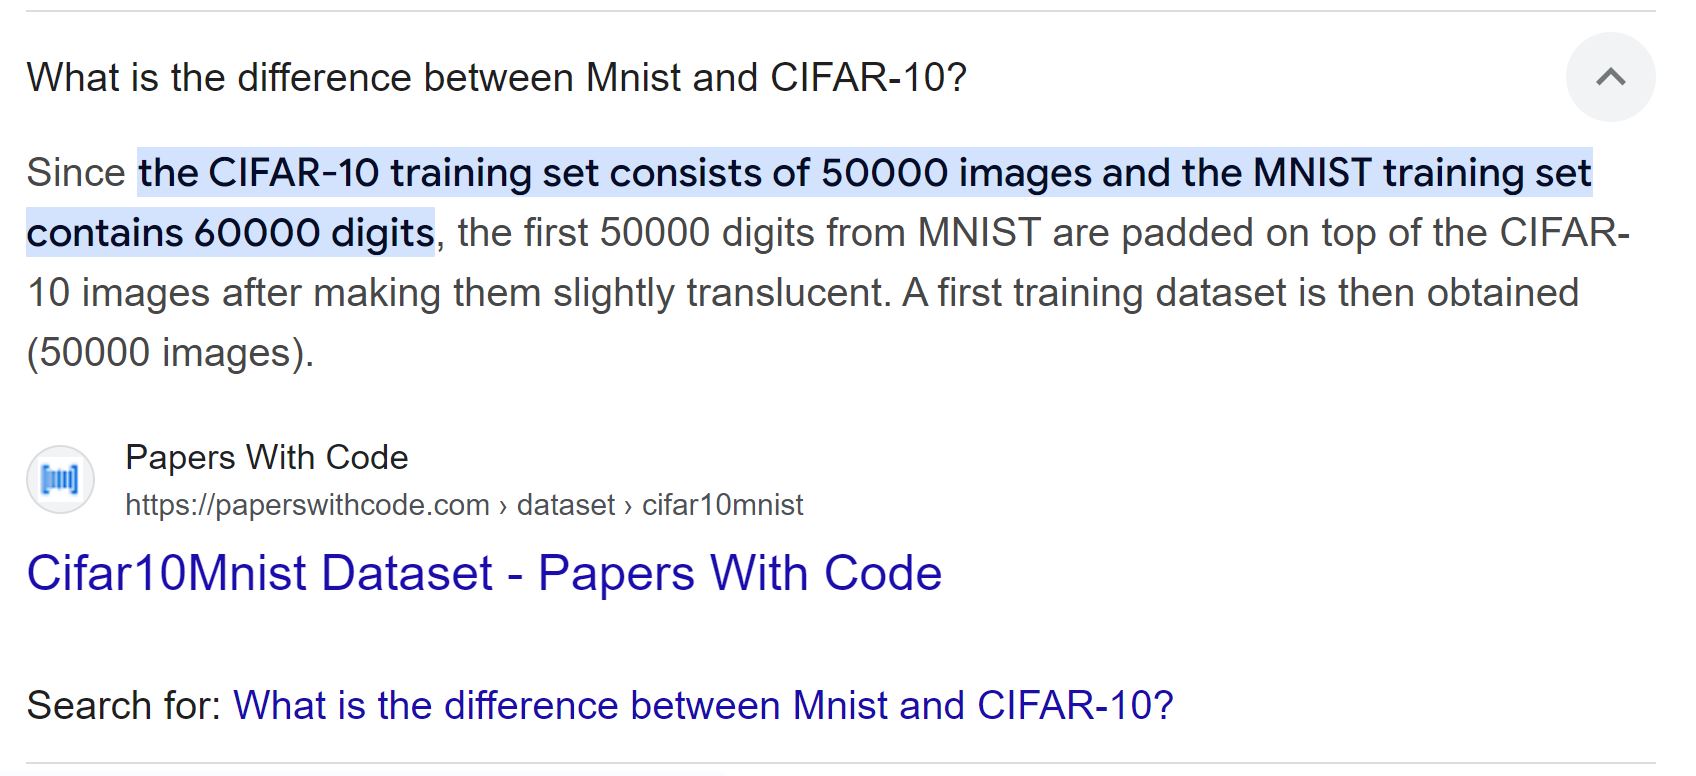 What is the difference between Mnist and CIFAR-10?
Since the CIFAR-10 training set consists of 50000 images and the MNIST training set
contains 60000 digits, the first 50000 digits from MNIST are padded on top of the CIFAR-
10 images after making them slightly translucent. A first training dataset is then obtained
(50000 images).
Papers With Code
https://paperswithcode.com › dataset › cifar10mnist
Cifar10Mnist Dataset - Papers With Code
Search for: What is the difference between Mnist and CIFAR-10?